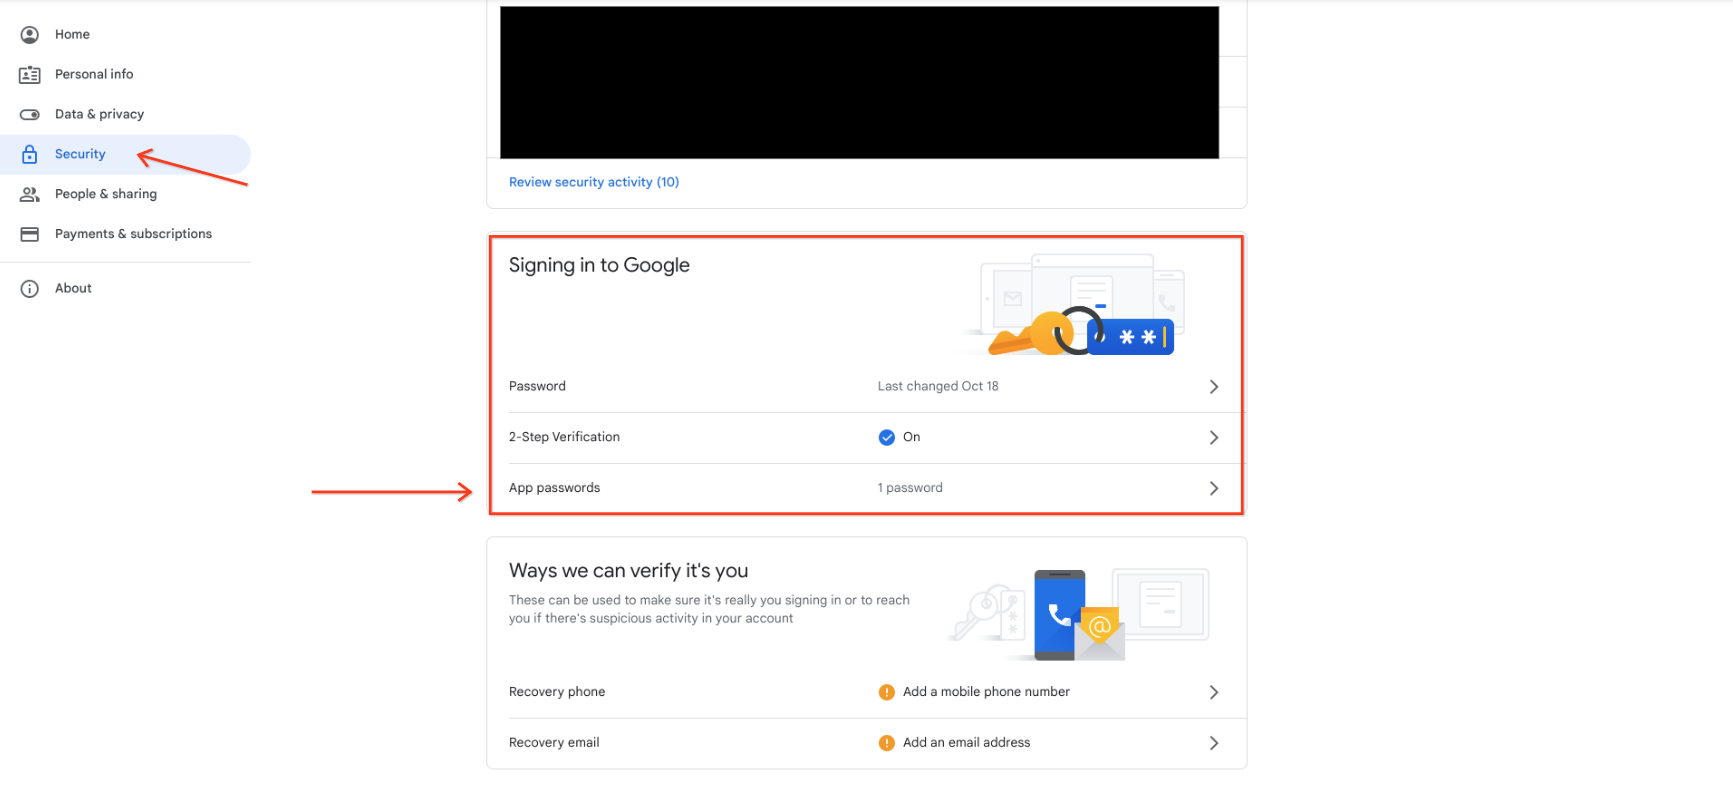 Home
Personal info
Data & privacy
Security
People & sharing
Payments & subscriptions
About
Review security activity (10)
Signing in to Google
**
Password Last changed Oct 18
2-Step Verification On
App passwords 1 password
Ways we can verify it's you
These can be used to make sure it's really you signing in or to reach
you if there's suspicious activity in your account
@
Recovery phone ! Add a mobile phone number
Recovery email ! Add an email address